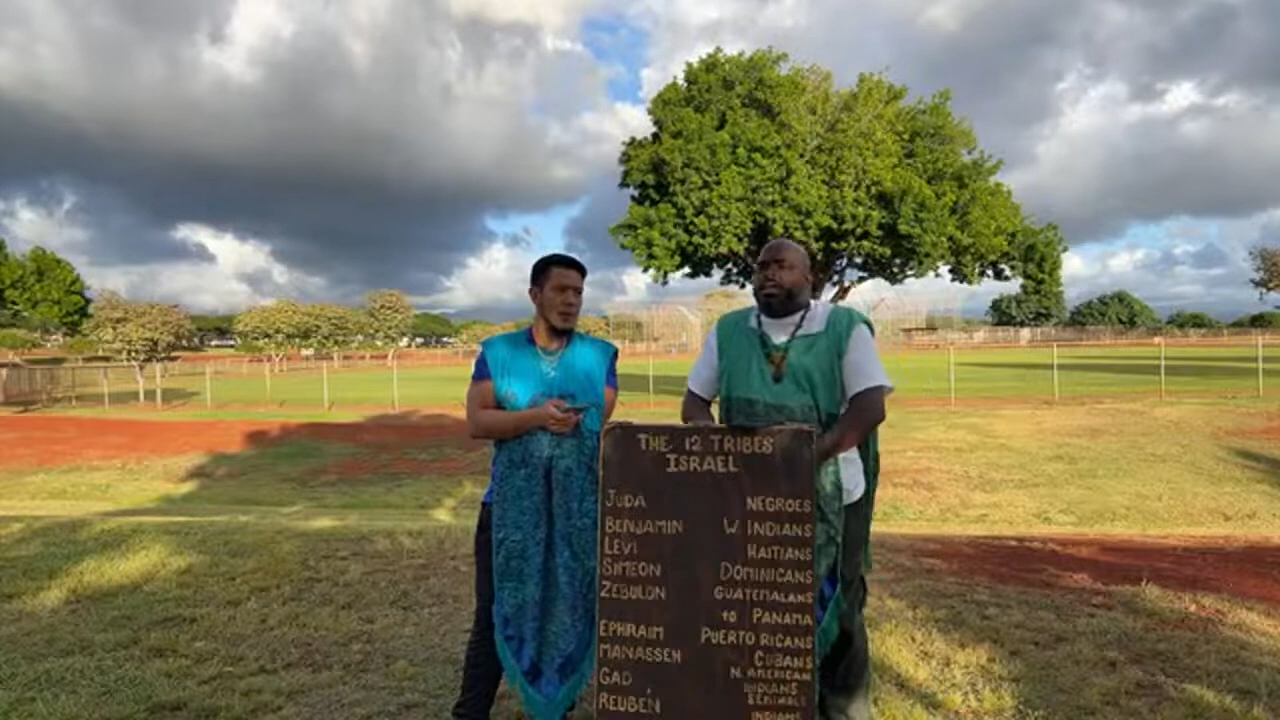 THE 12 TRIBES
ISRAEL
JUDA NEGROES
BENJAMIN W. INDIANS
LEVI HAITIANS
SIMEON DOMINICANS
ZEBULON GUATEMALANS
to PANAMA
EPHRAIM PUERTO RICANS
MANASSEH CUBANS
GAD N. AMERICAN
INDIANS
REUBEN SEMINOLE
INDIANS